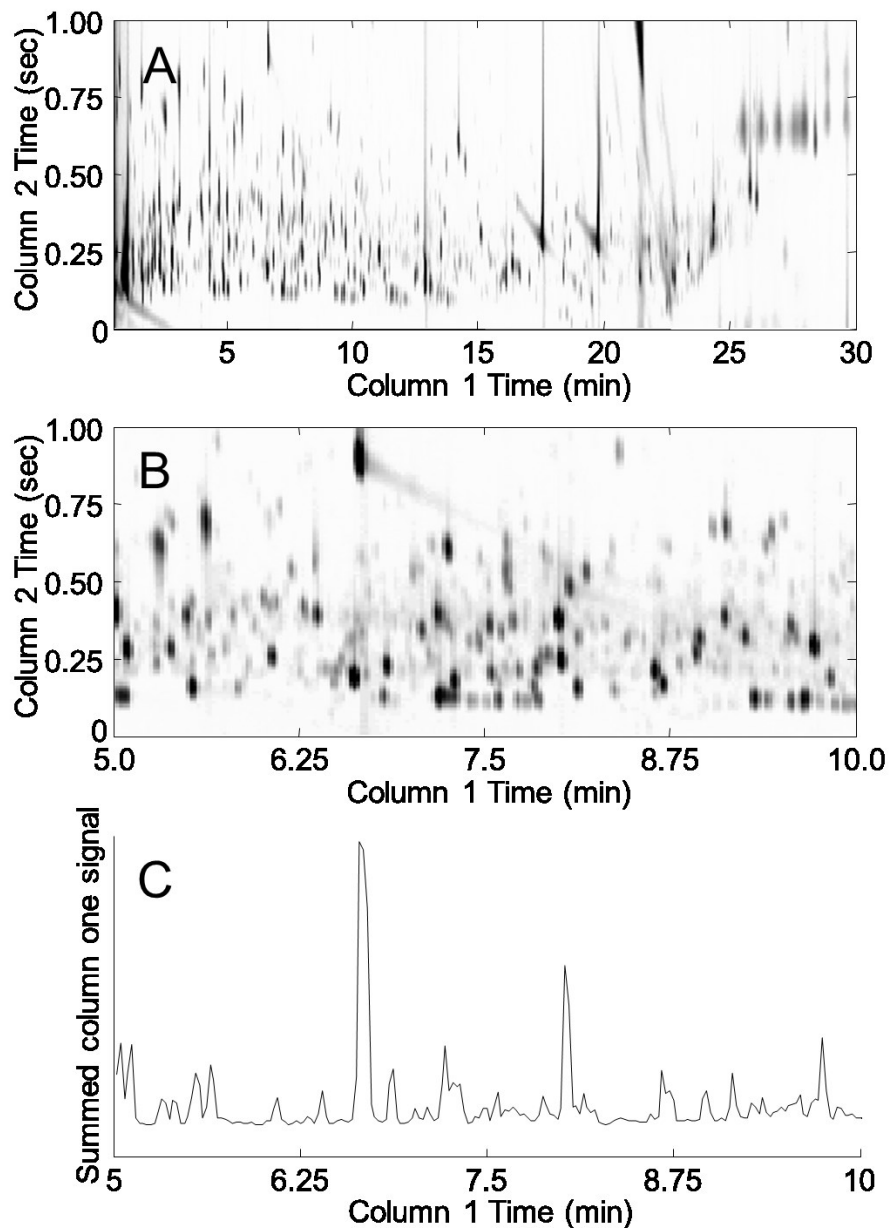 A
Column 2 Time (sec)
1.00
0.75
0.50
0.25
0
5 10 15 20 25 30
Column 1 Time (min)
B
Column 2 Time (sec)
1.00
0.75
0.50
0.25
0
5.0 6.25 7.5 8.75 10.0
Column 1 Time (min)
C
Summed column one signal
5 6.25 7.5 8.75 10
Column 1 Time (min)